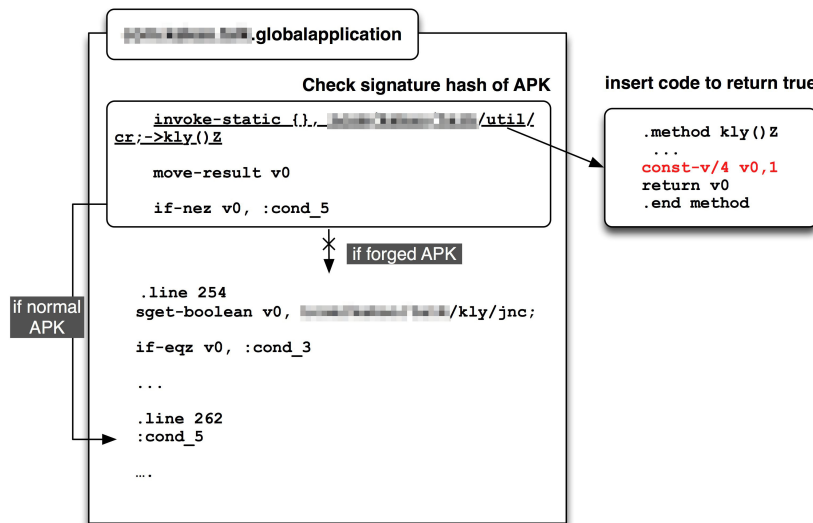 .globalapplication
Check signature hash of APK
invoke-static {}, /util/
cr;->kly()Z
move-result v0
if-nez v0, :cond_5
if forged APK
.line 254
sget-boolean v0, /kly/jnc;
if-eqz v0, :cond_3
...
.line 262
:cond_5
....
if normal
APK
insert code to return true
.method kly()Z
...
const-v/4 v0,1
return v0
.end method